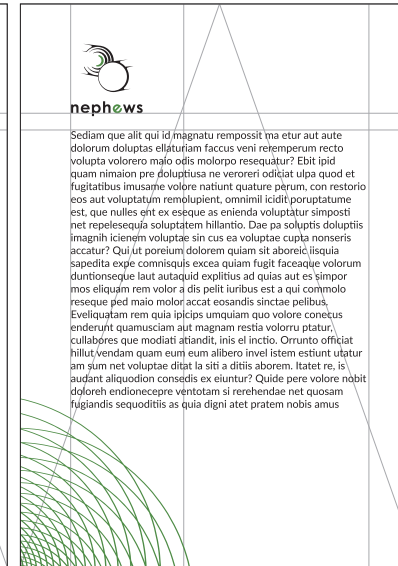 nephews
Sediam que alit qui id magnatu rempossit ma etur aut aute
dolorum doluptas ellaturiam faccus veni remperum recto
volupta volorero maio odis molorpo resequatur? Ebit ipid
quam nimaion pre doluptiusa ne veroreri odiciat ulpa quod et
fugitatibus imusame volore natiunt quature perum, con restorio
eos aut voluptatum remolupient, omnimil icidit poruptatume
est, que nulles ent ex eseque as enienda voluptatur simposti
net repelesequia soluptatem hillantio. Dae pa soluptis doluptiis
imagnih icienem voluptae sin cus ea voluptae cupta nonseris
accatur? Qui ut poreium dolorem quiam sit aboreic iisquia
sapedita expe comnisquis excea quiam fugit faceaque volorum
duntionseque laut autaquid explitius ad quias aut es simpor
mos eliquam rem volor a dis pelit iuribus est a qui commolo
reseque ped maio molor accat eosandis sinctae pelibus.
Eveliquatam rem quia ipicips umquiam quo volore conectus
enderunt quamusciam aut magnam restia volorru ptatur,
cullabores que modiati atiandit, inis el inctio. Orrunto officiat
hillut vendam quam eum eum alibero invel istem estiunt utatur
am sum net voluptae ditat la siti a ditiis aborem. Itatet re, is
audant aliquodion consedis ex eiuntur? Quide pere volore nobit
doloreh endionecepre ventotam si rerehendae net quosam
fugiandis sequoditiis as quia digni atet pratem nobis amus